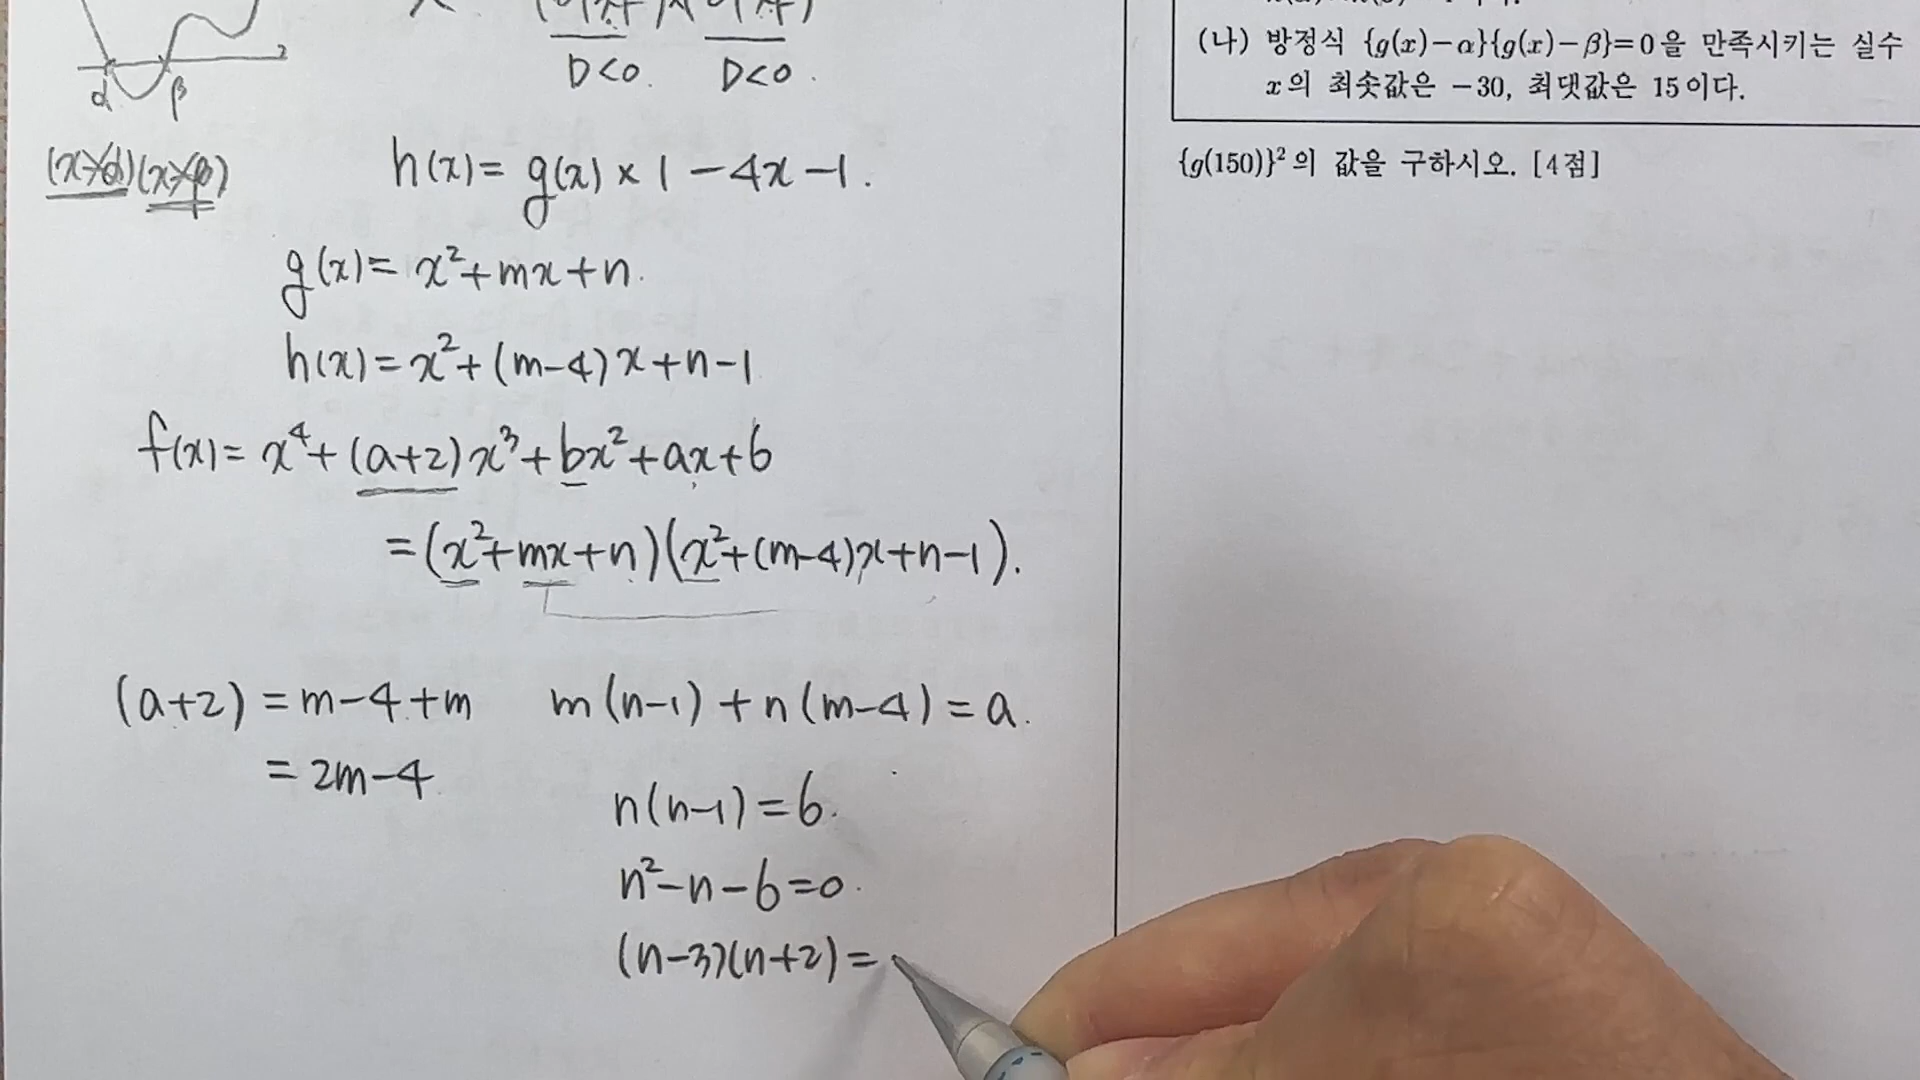 D<0. D<0.
α β
(x-α)(x-β)
h(x)= g(x)×1-4x-1.
g(x)= x²+mx+n.
h(x)= x²+(m-4)x+n-1
f(x)= x⁴+(a+2)x³+bx²+ax+6
=(x²+mx+n)(x²+(m-4)x+n-1).
(a+2)=m-4+m
=2m-4
m(n-1)+n(m-4)=a.
n(n-1)=6.
n²-n-6=0.
(n-3)(n+2)=
(나) 방정식 {g(x)-α}{g(x)-β}=0을 만족시키는 실수
x의 최솟값은 -30, 최댓값은 15이다.
{g(150)}²의 값을 구하시오. [4점]